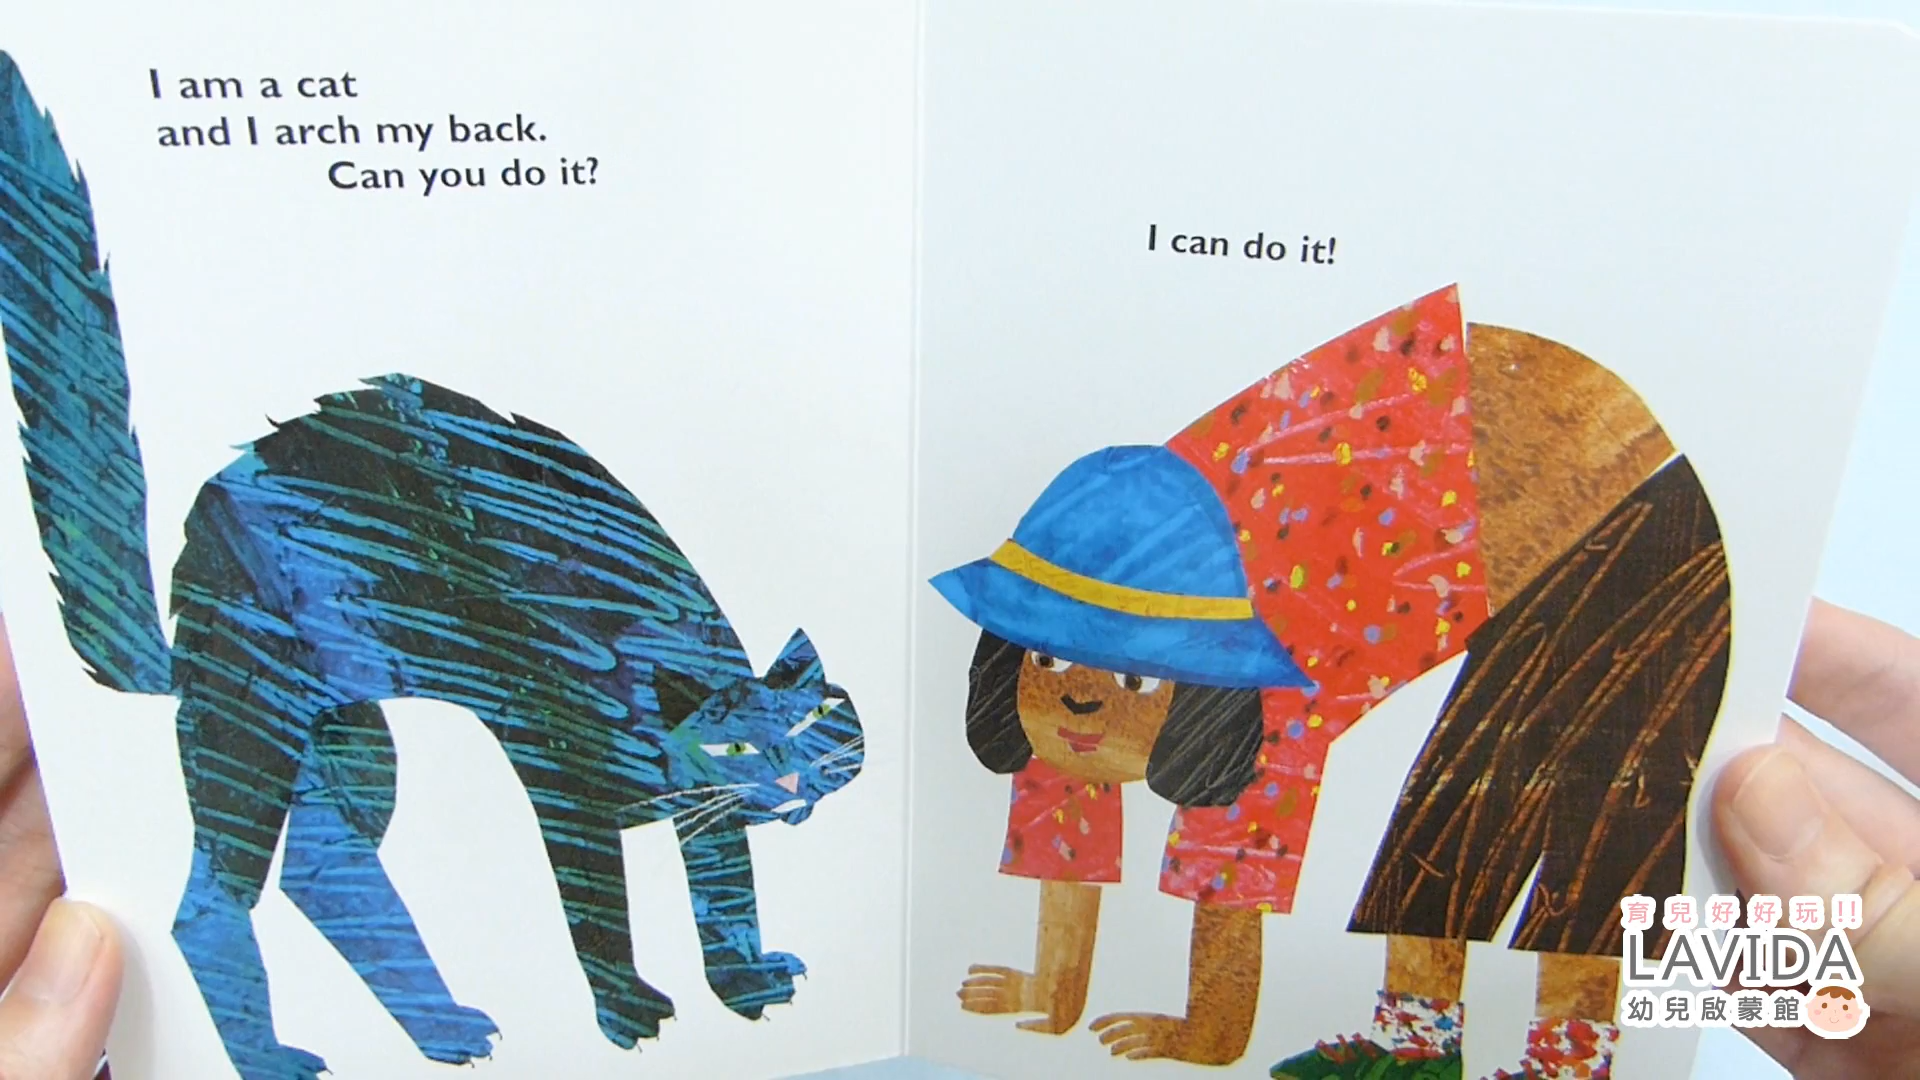 I am a cat
and I arch my back.
Can you do it?
I can do it!
育兒好好玩!!
LAVIDA
幼兒啟蒙館